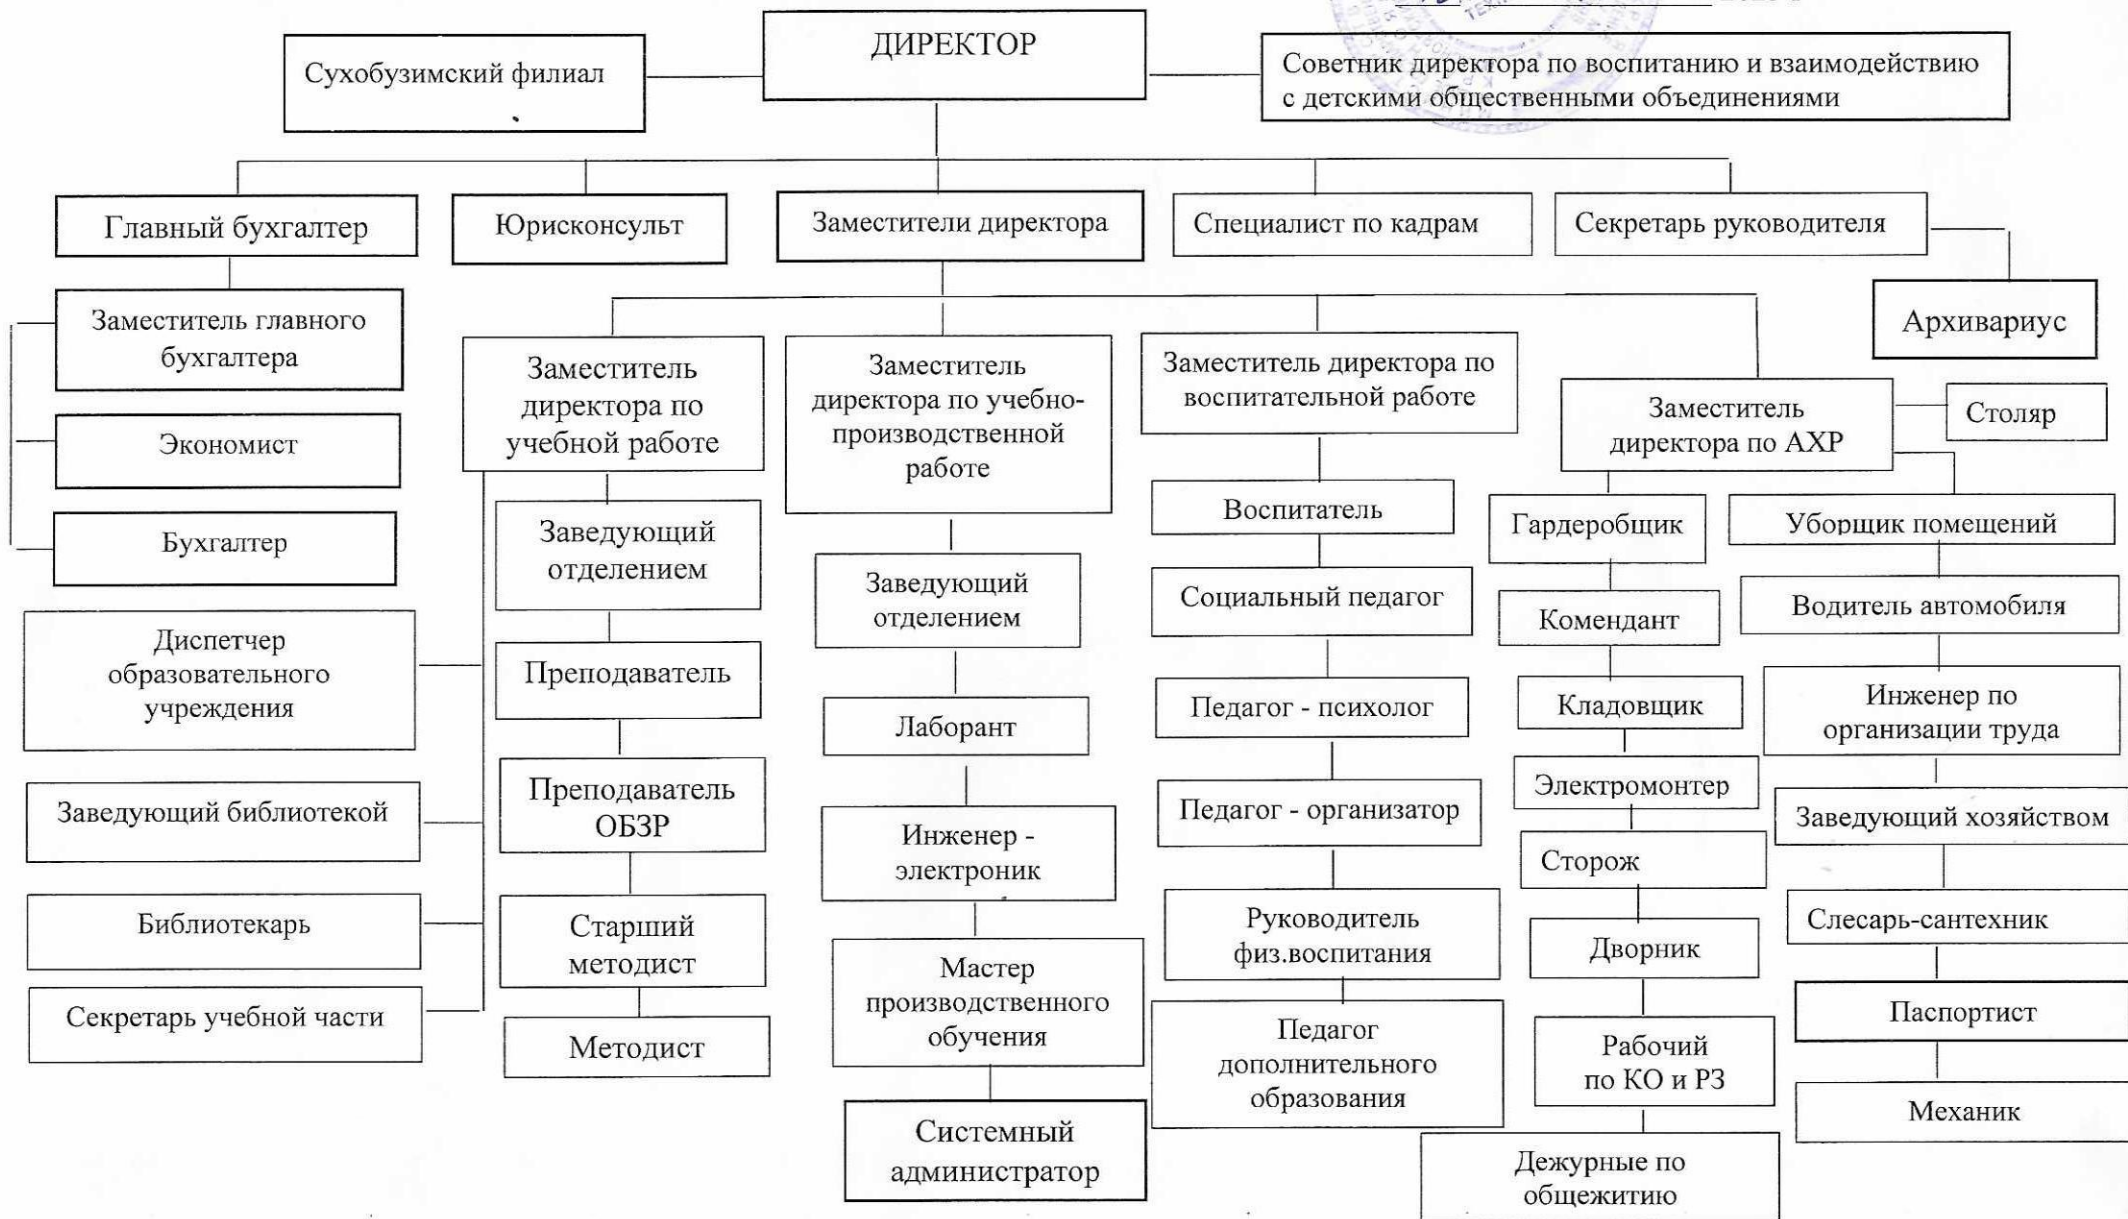 ДИРЕКТОР
Сухобузимский филиал
Советник директора по воспитанию и взаимодействию
с детскими общественными объединениями
Главный бухгалтер
Юрисконсульт
Заместители директора
Специалист по кадрам
Секретарь руководителя
Архивариус
Заместитель главного
бухгалтера
Экономист
Бухгалтер
Заместитель
директора по
учебной работе
Диспетчер
образовательного
учреждения
Заведующий библиотекой
Библиотекарь
Секретарь учебной части
Заведующий
отделением
Преподаватель
Преподаватель
ОБЗР
Старший
методист
Методист
Заместитель
директора по учебно-
производственной
работе
Заведующий
отделением
Лаборант
Инженер -
электроник
Мастер
производственного
обучения
Системный
администратор
Заместитель директора по
воспитательной работе
Воспитатель
Социальный педагог
Педагог - психолог
Педагог - организатор
Руководитель
физ.воспитания
Педагог
дополнительного
образования
Заместитель
директора по АХР
Столяр
Гардеробщик
Комендант
Кладовщик
Электромонтер
Сторож
Дворник
Рабочий
по КО и РЗ
Дежурные по
общежитию
Уборщик помещений
Водитель автомобиля
Инженер по
организации труда
Заведующий хозяйством
Слесарь-сантехник
Паспортист
Механик